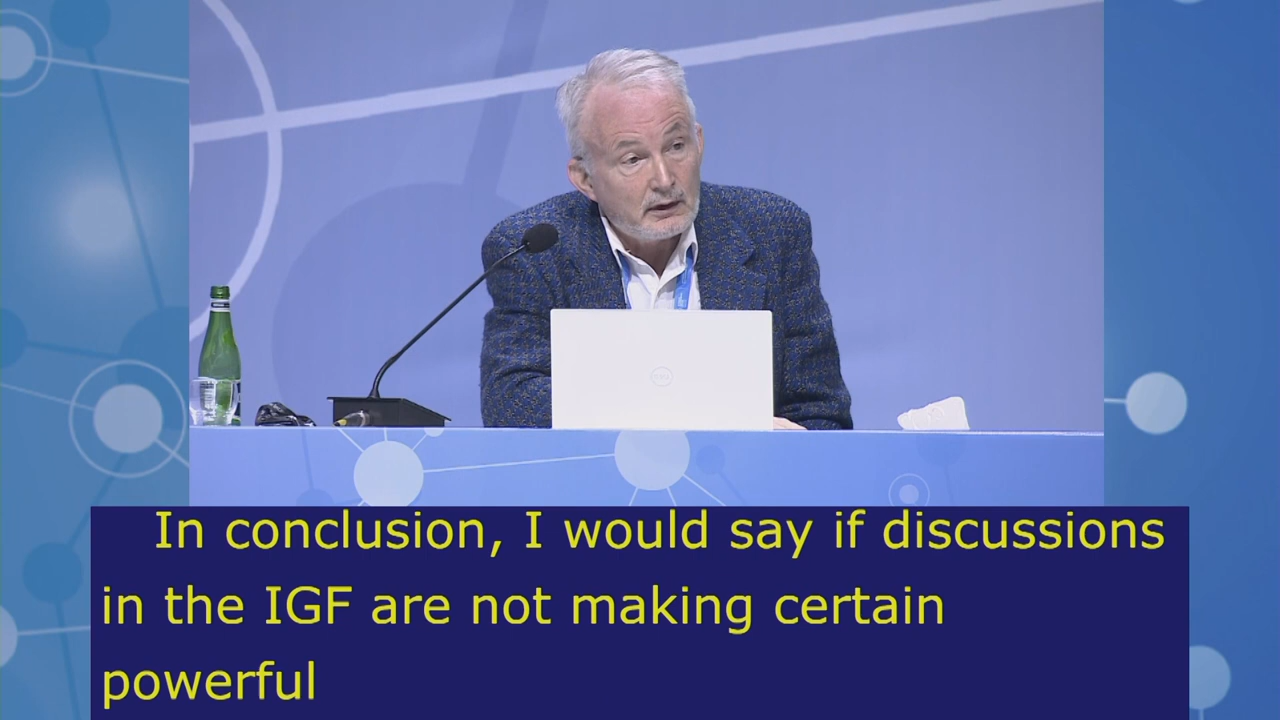 In conclusion, I would say if discussions
in the IGF are not making certain
powerful